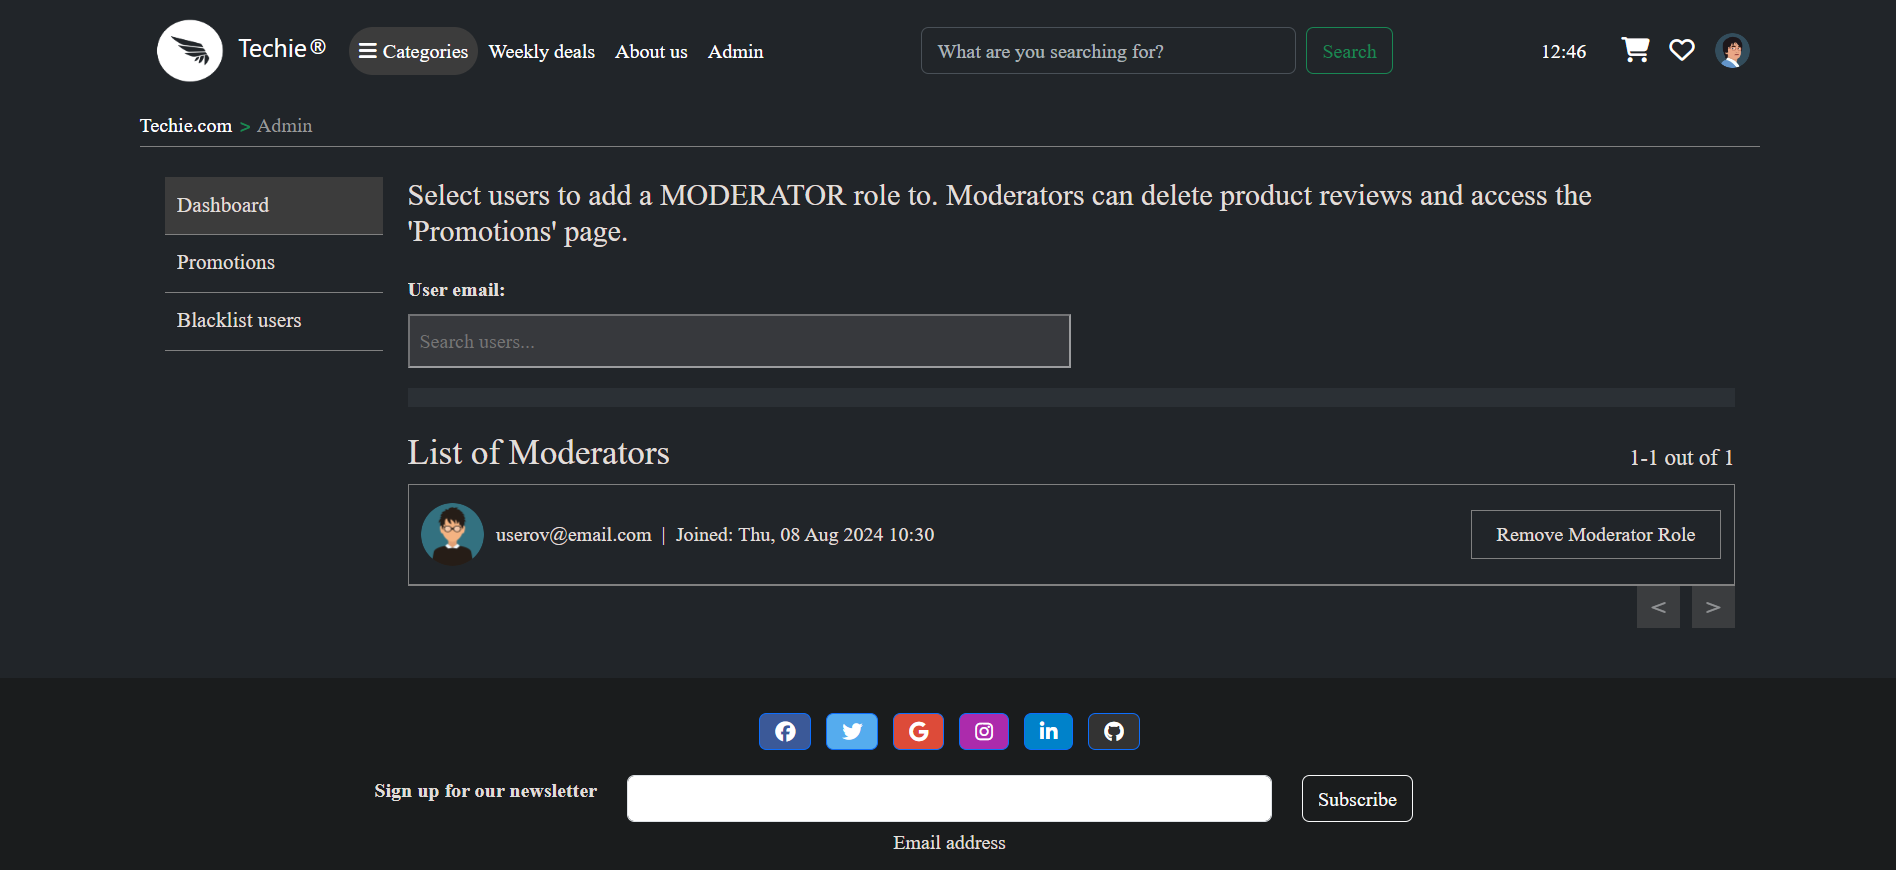 Techie®
Categories
Weekly deals
About us
Admin
What are you searching for?
Search
12:46
Techie.com > Admin
Dashboard
Promotions
Blacklist users
Select users to add a MODERATOR role to. Moderators can delete product reviews and access the
'Promotions' page.
User email:
Search users...
List of Moderators
1-1 out of 1
userov@email.com | Joined: Thu, 08 Aug 2024 10:30
Remove Moderator Role
< >
Sign up for our newsletter
Subscribe
Email address